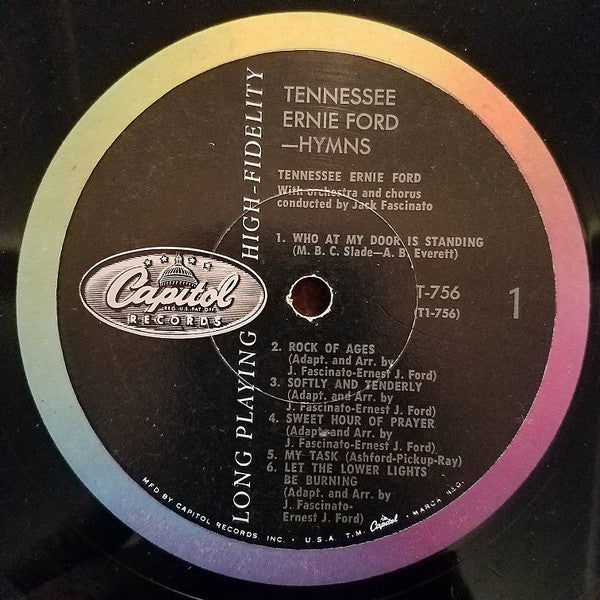 TENNESSEE
ERNIE FORD
—HYMNS
TENNESSEE ERNIE FORD
With orchestra and chorus
conducted by Jack Fascinato
1. WHO AT MY DOOR IS STANDING
(M. B. C. Slade—A. B. Everett)
LONG PLAYING HIGH-FIDELITY
Capitol
REG. U.S. PAT. OFF.
RECORDS
T-756
(T1-756)
1
2. ROCK OF AGES
(Adapt. and Arr. by
J. Fascinato-Ernest J. Ford)
3. SOFTLY AND TENDERLY
(Adapt. and Arr. by
J. Fascinato-Ernest J. Ford)
4. SWEET HOUR OF PRAYER
(Adapt. and Arr. by
J. Fascinato-Ernest J. Ford)
5. MY TASK (Ashford-Pickup-Ray)
6. LET THE LOWER LIGHTS
BE BURNING
(Adapt. and Arr. by
J. Fascinato-
Ernest J. Ford)
MFD BY CAPITOL RECORDS, INC. • U.S.A. T.M. Capitol • MARCA REG.